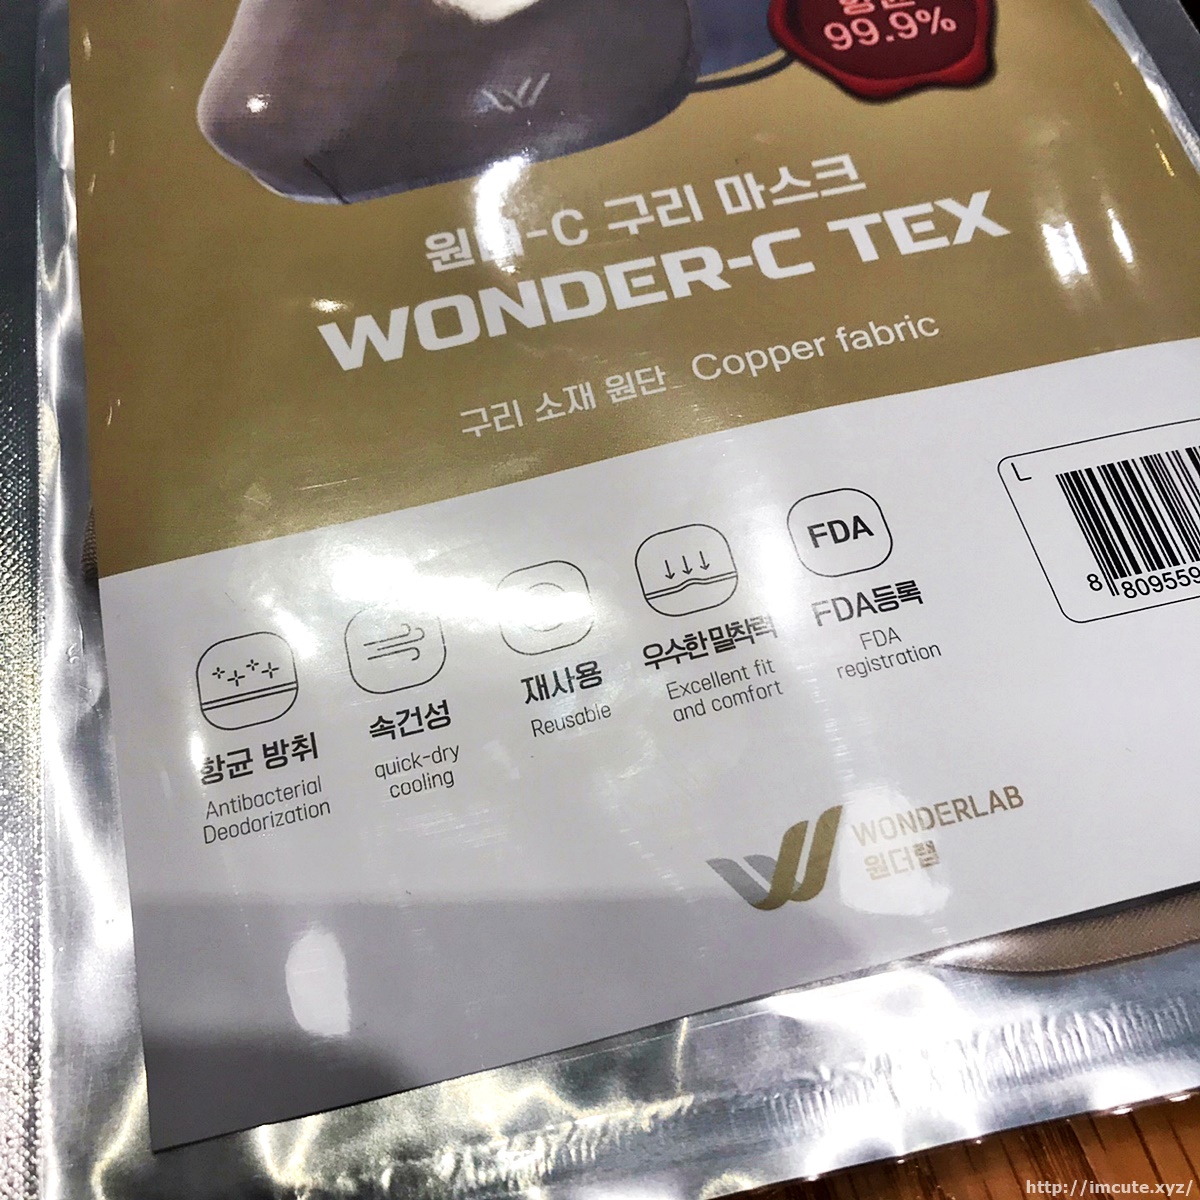 99.9%
-C 구리 마스크
WONDER-C TEX
구리 소재 원단 Copper fabric
L
8 809559
FDA
항균 방취
Antibacterial
Deodorization
속건성
quick-dry
cooling
재사용
Reusable
우수한 밀착력
Excellent fit
and comfort
FDA등록
FDA
registration
WONDERLAB
원더랩
http://imcute.xyz/